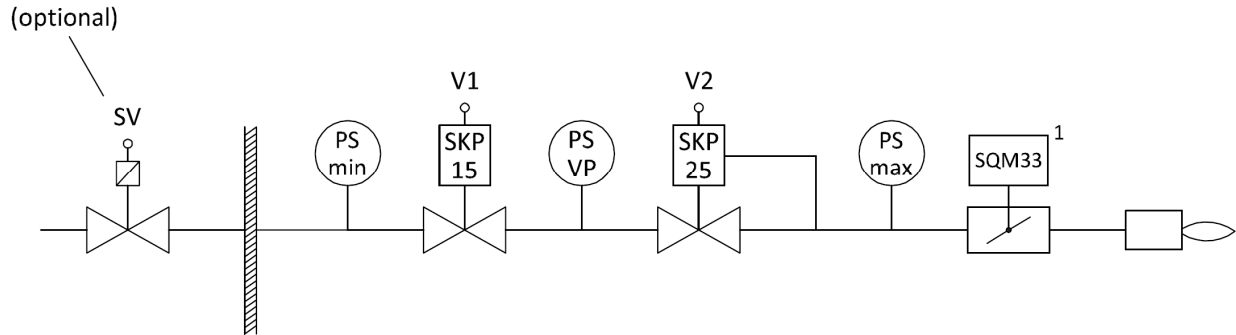 (optional)
SV
PS
min
V1
SKP
15
PS
VP
V2
SKP
25
PS
max
SQM33
1